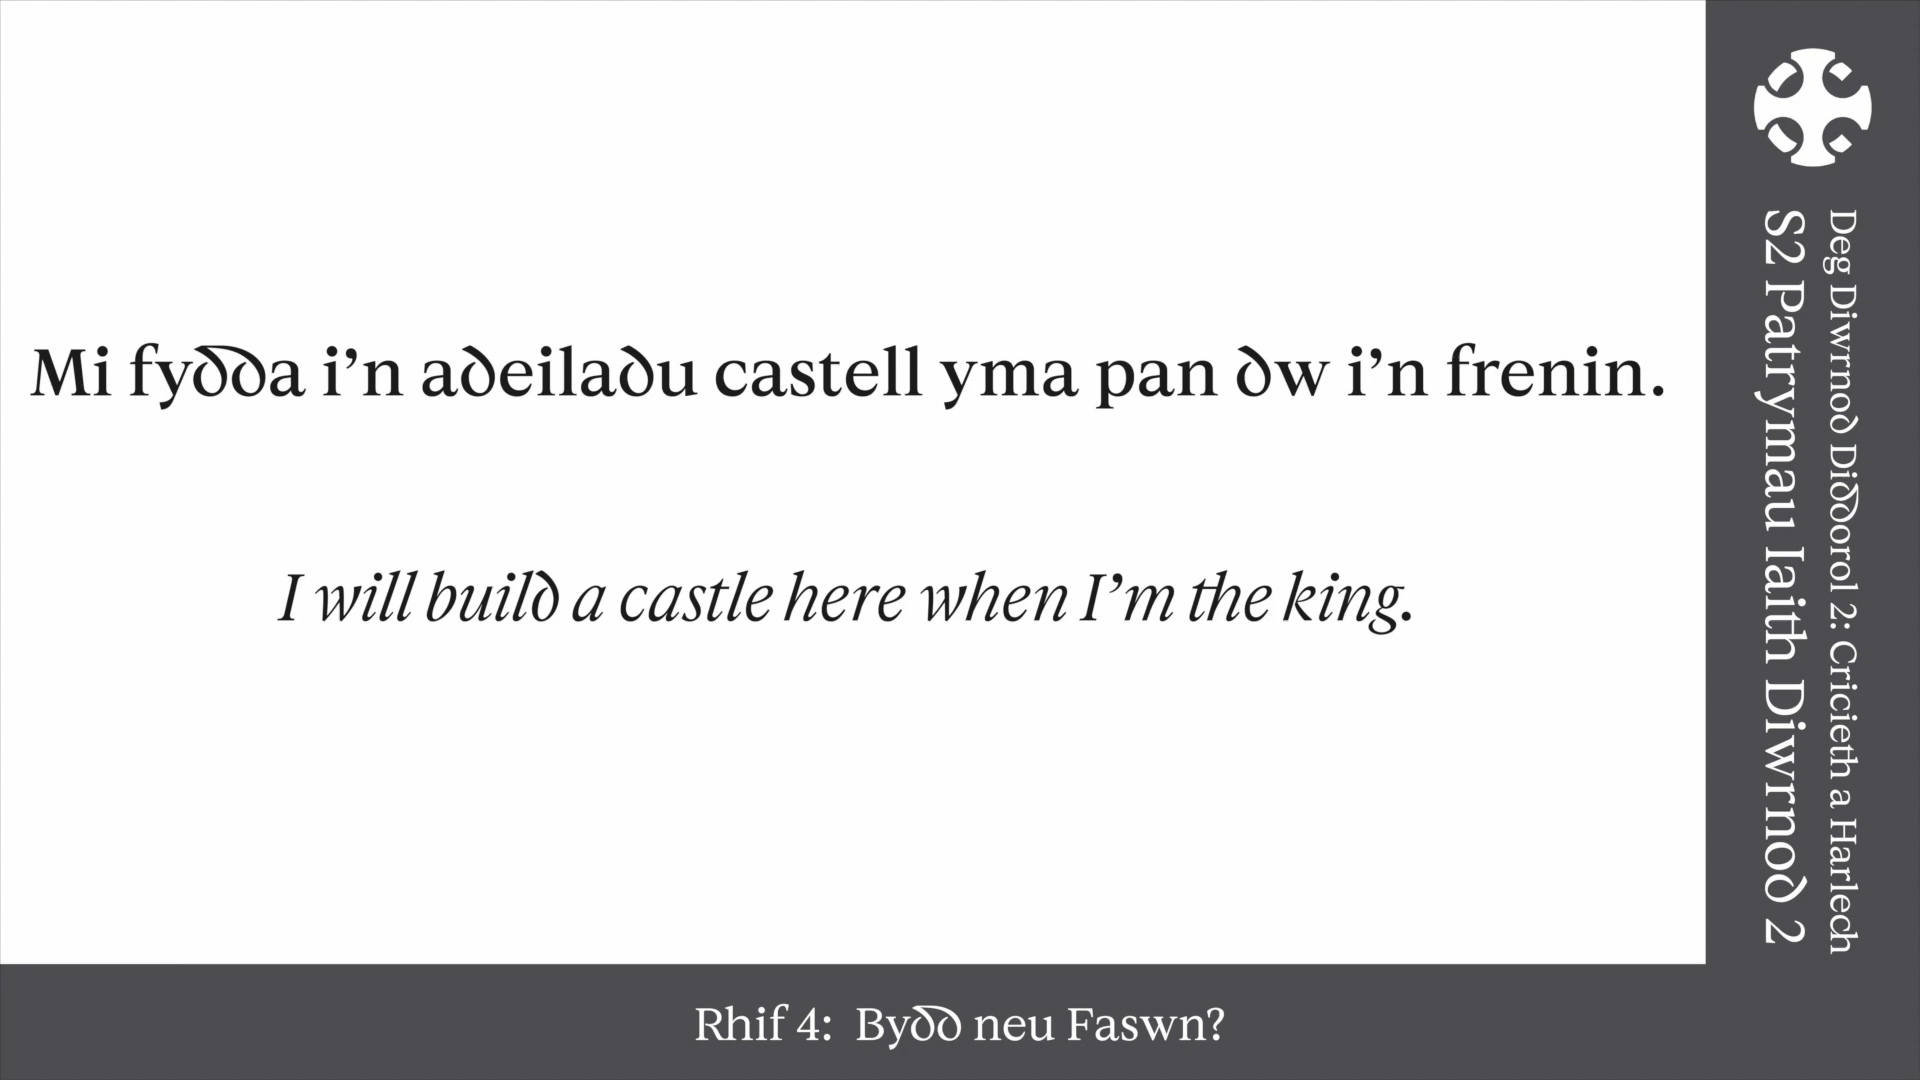 Mi fydda i’n adeiladu castell yma pan dw i’n frenin.
I will build a castle here when I’m the king.
Rhif 4: Bydd neu Faswn?
Deg Diwrnod Diddorol 2: Cricieth a Harlech
S2 Patrymau Iaith Diwrnod 2